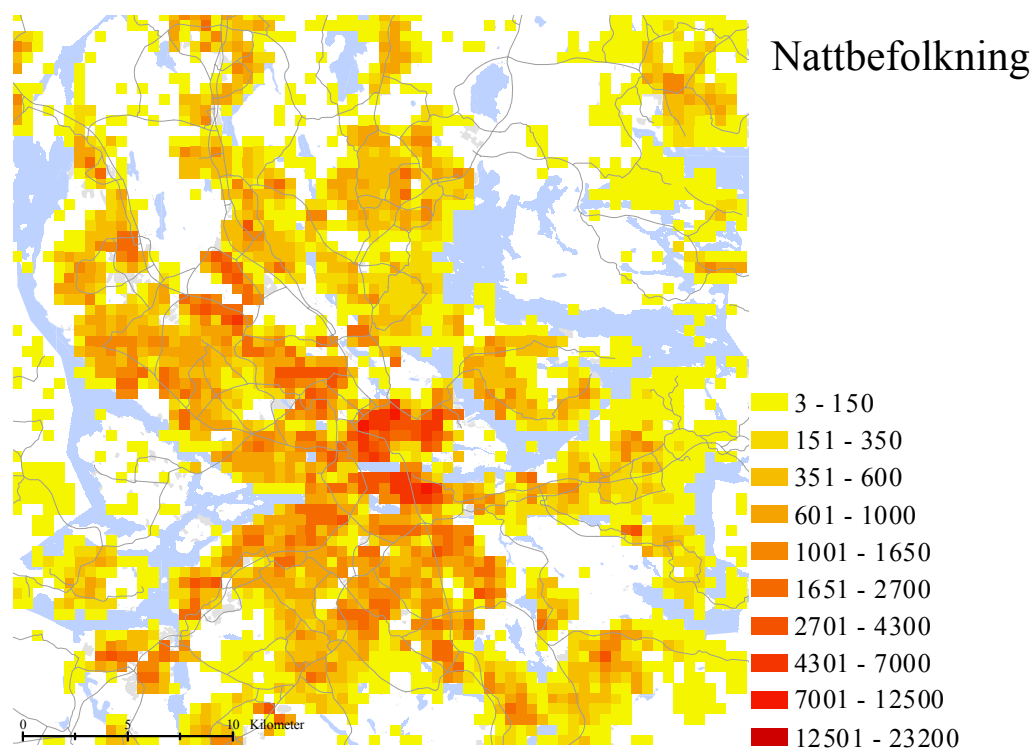 Nattbefolkning
3 - 150
151 - 350
351 - 600
601 - 1000
1001 - 1650
1651 - 2700
2701 - 4300
4301 - 7000
7001 - 12500
12501 - 23200
0 5 10 Kilometer